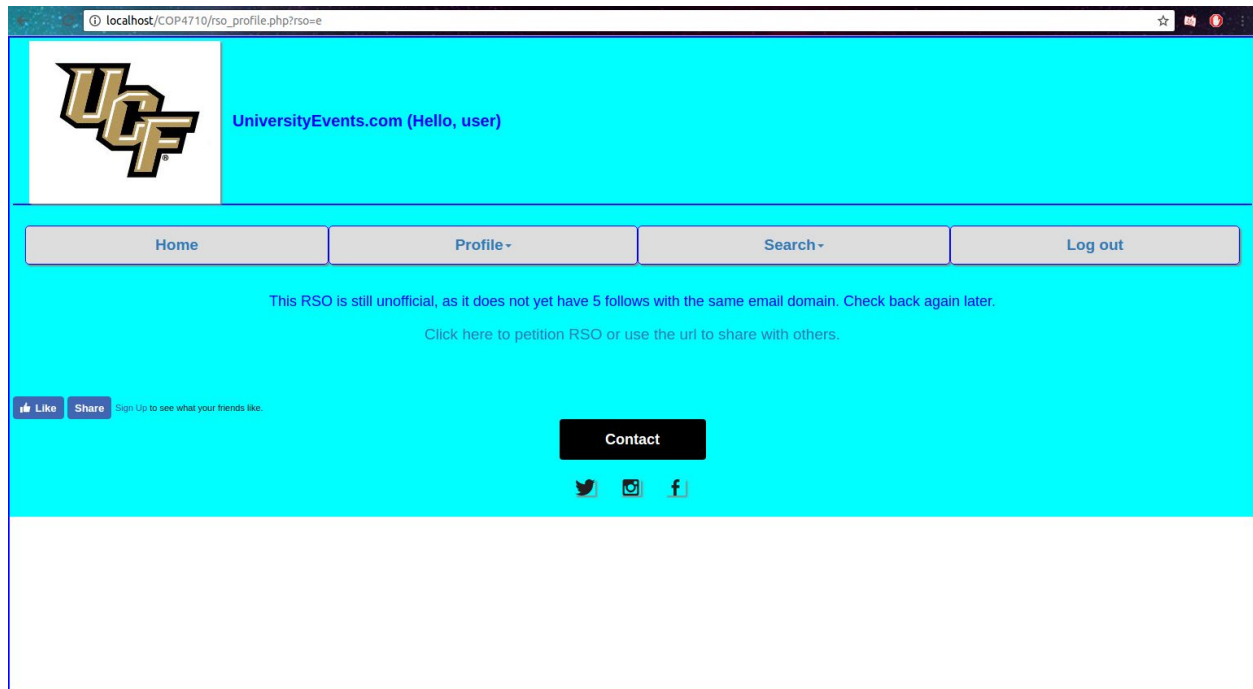 localhost/COP4710/rso_profile.php?rso=e
UCF
®
UniversityEvents.com (Hello, user)
Home Profile Search Log out
This RSO is still unofficial, as it does not yet have 5 follows with the same email domain. Check back again later.
Click here to petition RSO or use the url to share with others.
Like Share Sign Up to see what your friends like.
Contact